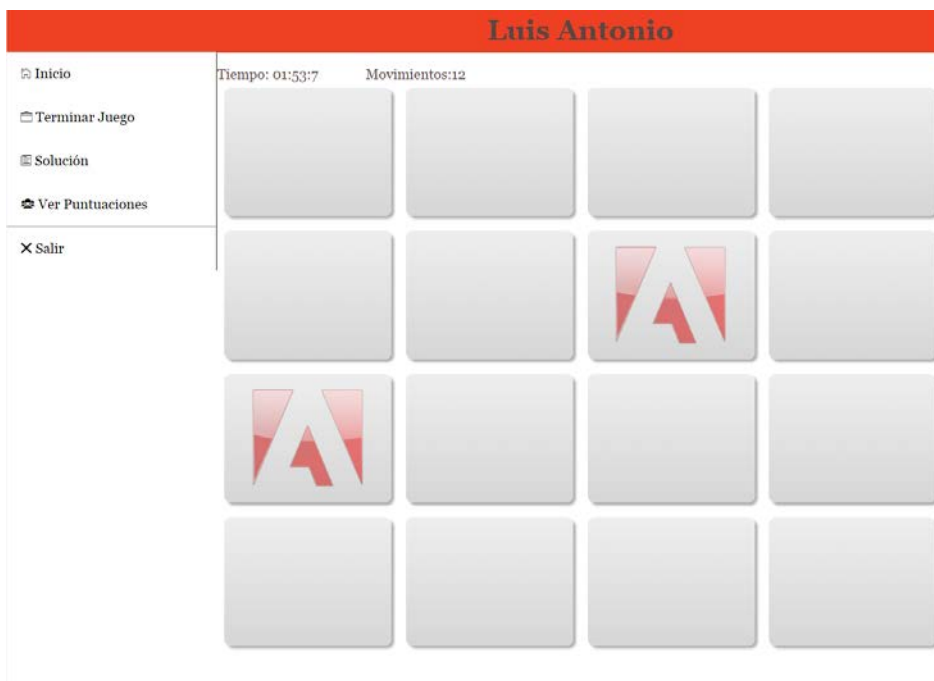 Luis Antonio
Inicio
Tiempo: 01:53:7 Movimientos:12
Terminar Juego
Solución
Ver Puntuaciones
Salir